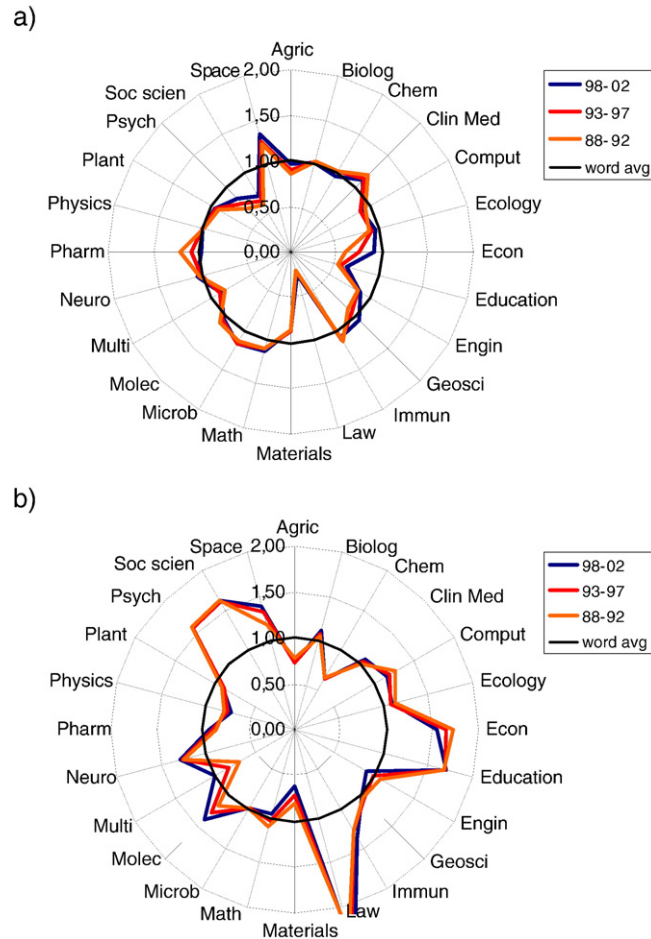 a)
Agric
Space
2,00
Biolog
Soc scien
Chem
Psych
1,50
Clin Med
Plant
1,00
Comput
Physics
0,50
Ecology
Pharm
0,00
Econ
Neuro
Education
Multi
Engin
Molec
Geosci
Microb
Immun
Math
Law
Materials
98-02
93-97
88-92
word avg
b)
Agric
Space
2,00
Biolog
Soc scien
Chem
Psych
1,50
Clin Med
Plant
1,00
Comput
Physics
0,50
Ecology
Pharm
0,00
Econ
Neuro
Education
Multi
Engin
Molec
Geosci
Microb
Immun
Math
Law
Materials
98-02
93-97
88-92
word avg